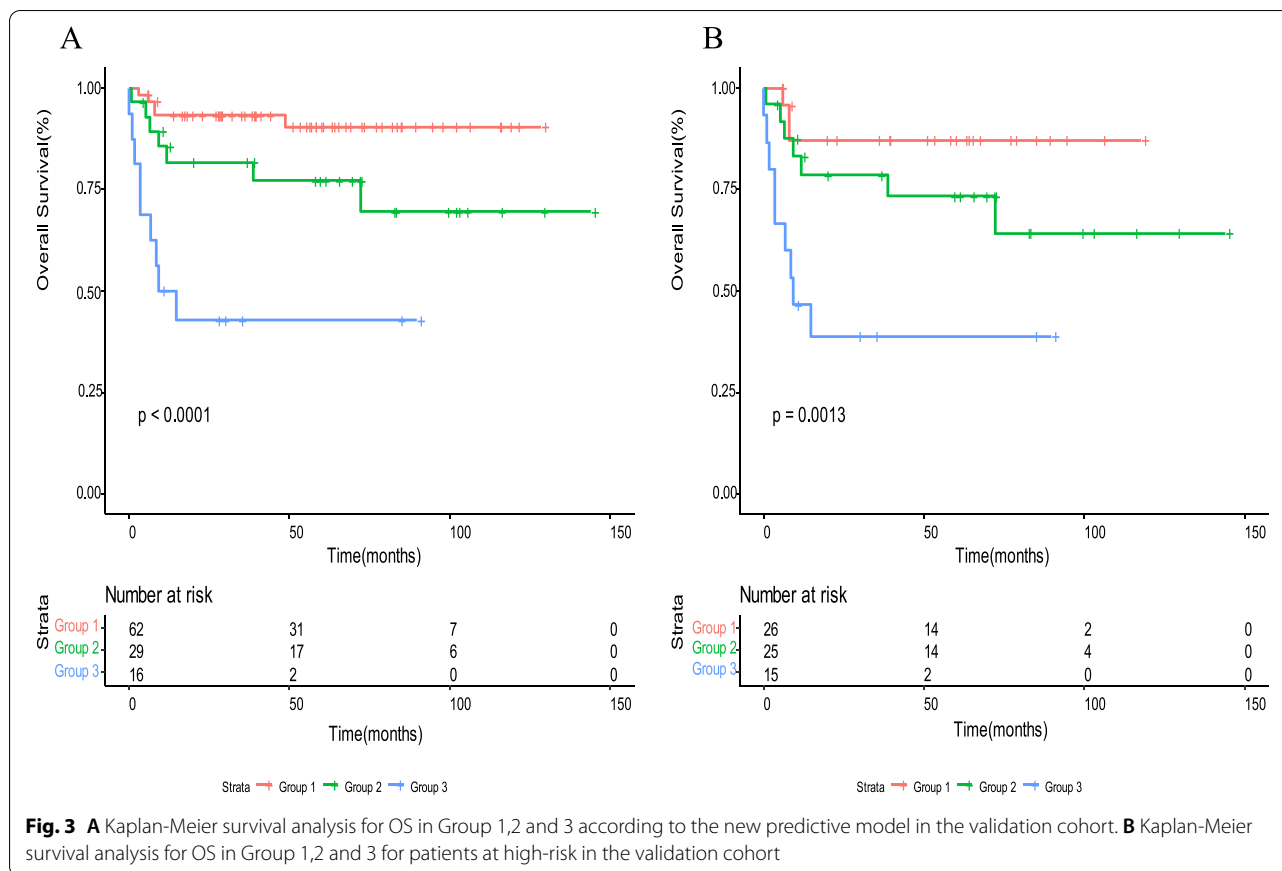 A
Overall Survival(%)
1.00
0.75
0.50
0.25
0.00
p < 0.0001
0 50 100 150
Time(months)
Number at risk
Strata
Group 1 62 31 7 0
Group 2 29 17 6 0
Group 3 16 2 0 0
0 50 100 150
Time(months)
Strata Group 1 Group 2 Group 3
B
Overall Survival(%)
1.00
0.75
0.50
0.25
0.00
p = 0.0013
0 50 100 150
Time(months)
Number at risk
Strata
Group 1 26 14 2 0
Group 2 25 14 4 0
Group 3 15 2 0 0
0 50 100 150
Time(months)
Strata Group 1 Group 2 Group 3
Fig. 3 A Kaplan-Meier survival analysis for OS in Group 1,2 and 3 according to the new predictive model in the validation cohort. B Kaplan-Meier
survival analysis for OS in Group 1,2 and 3 for patients at high-risk in the validation cohort